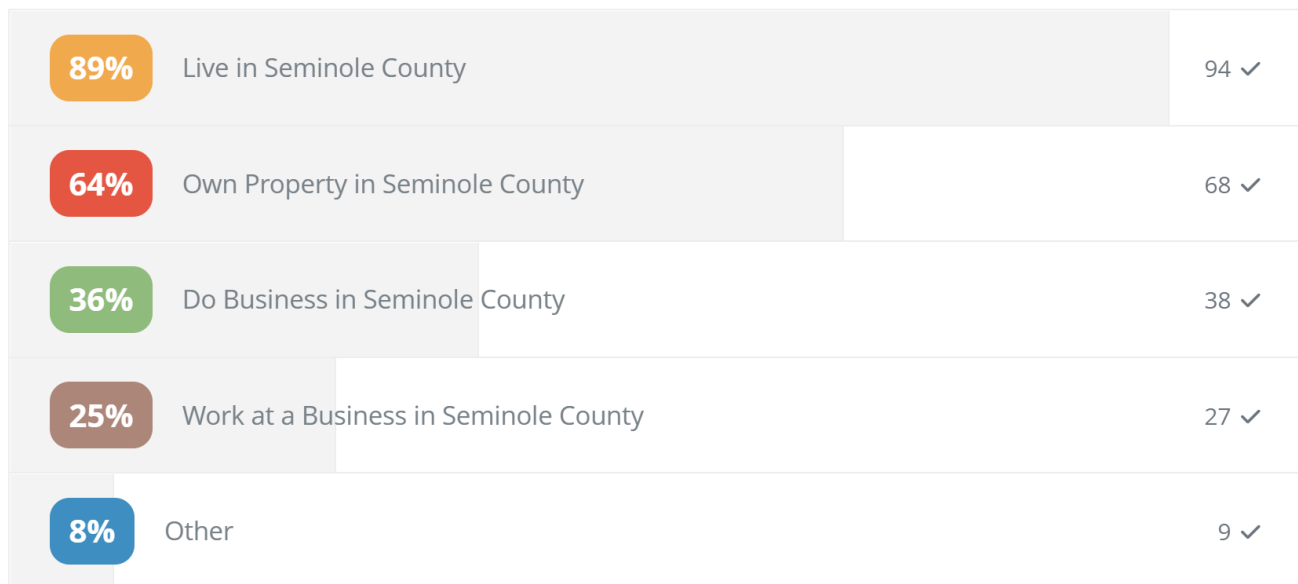 89% Live in Seminole County 94 ✓
64% Own Property in Seminole County 68 ✓
36% Do Business in Seminole County 38 ✓
25% Work at a Business in Seminole County 27 ✓
8% Other 9 ✓